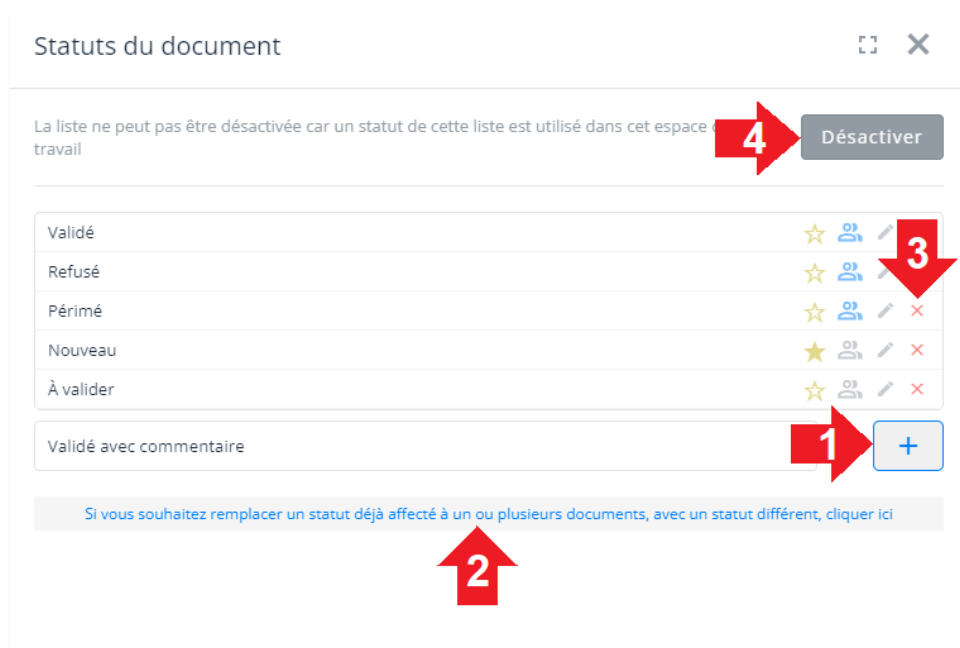 Statuts du document
La liste ne peut pas être désactivée car un statut de cette liste est utilisé dans cet espace
travail
4
Désactiver
Validé
3
Refusé
Périmé
Nouveau
À valider
Validé avec commentaire
1
+
Si vous souhaitez remplacer un statut déjà affecté à un ou plusieurs documents, avec un statut différent, cliquer ici
2